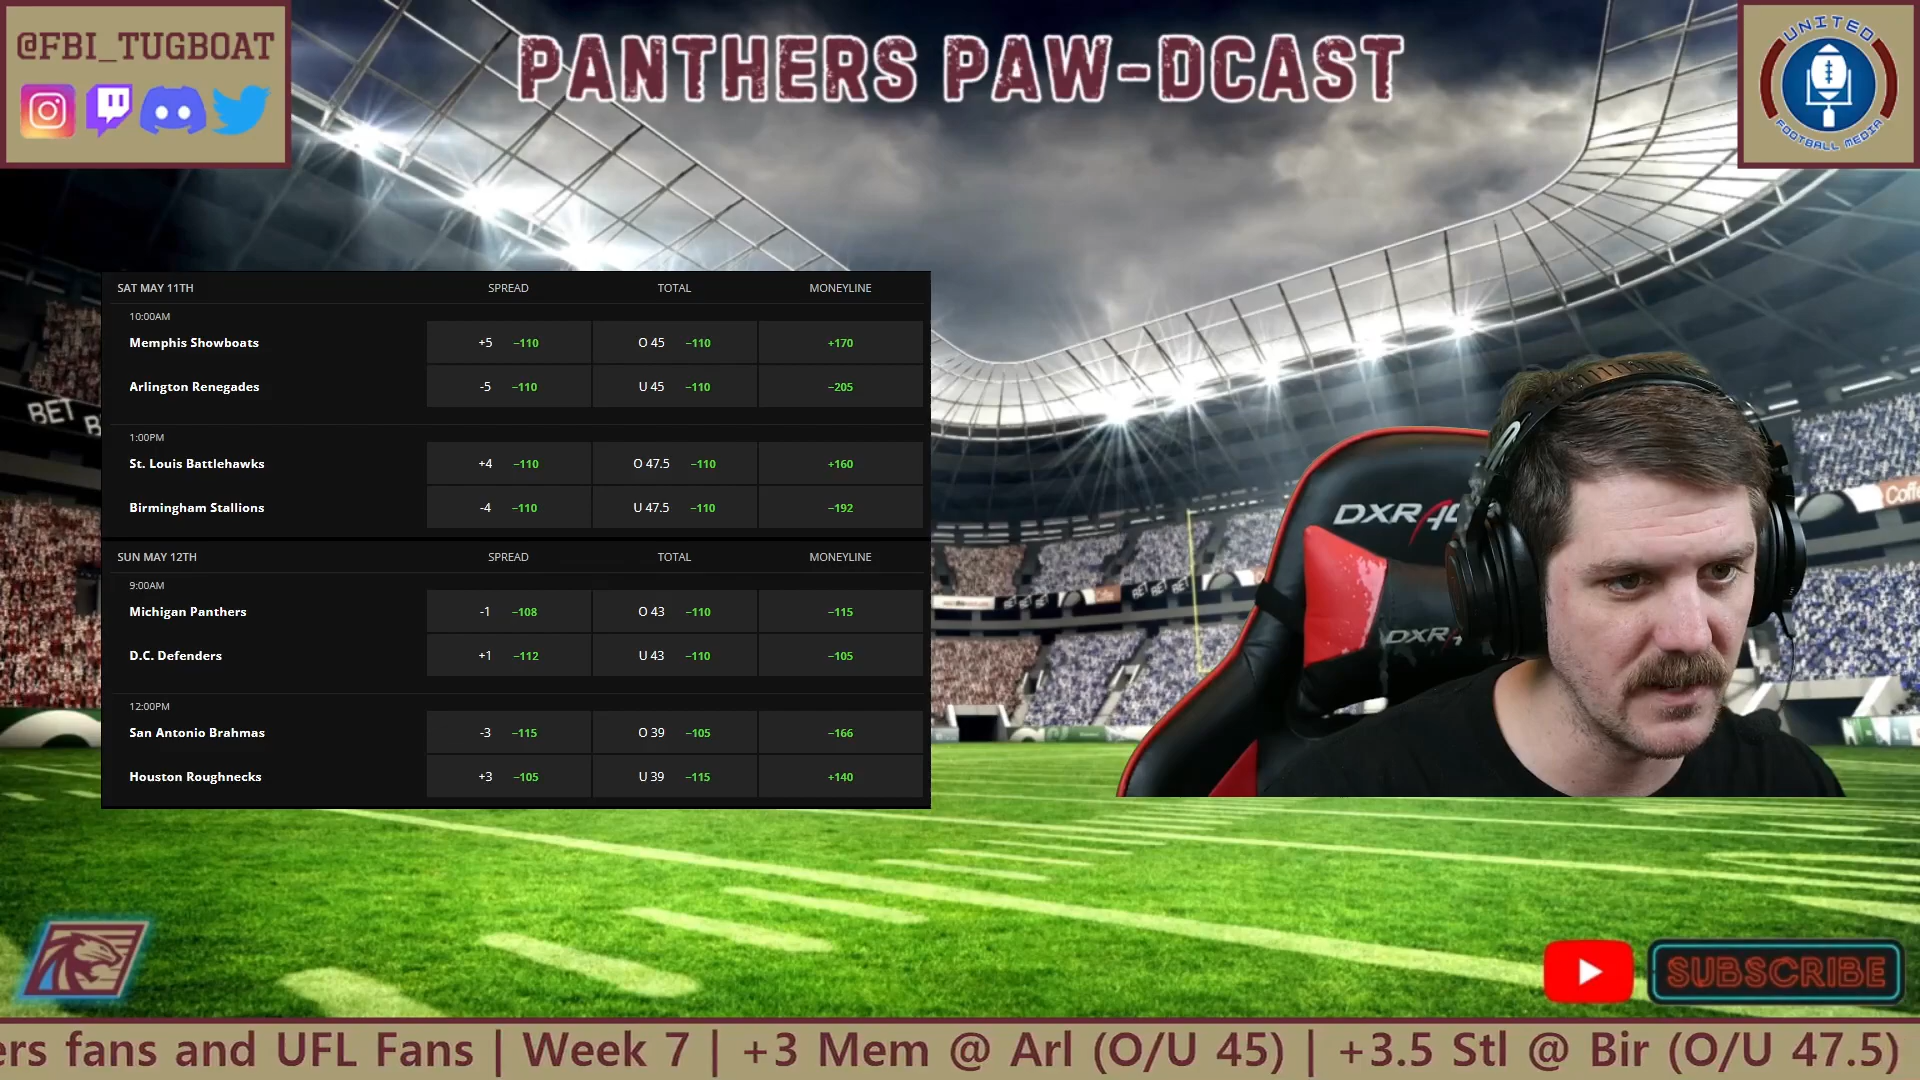 @FBI_TUGBOAT
PANTHERS PAW-DCAST
UNITED
FOOTBALL MEDIA
SAT MAY 11TH SPREAD TOTAL MONEYLINE
10:00AM
Memphis Showboats +5 −110 O 45 −110 +170
Arlington Renegades -5 −110 U 45 −110 −205
1:00PM
St. Louis Battlehawks +4 −110 O 47.5 −110 +160
Birmingham Stallions -4 −110 U 47.5 −110 −192
SUN MAY 12TH SPREAD TOTAL MONEYLINE
9:00AM
Michigan Panthers -1 −108 O 43 −110 −115
D.C. Defenders +1 −112 U 43 −110 −105
12:00PM
San Antonio Brahmas -3 −115 O 39 −105 −166
Houston Roughnecks +3 −105 U 39 −115 +140
BET
DXR
DXR
SUBSCRIBE
ers fans and UFL Fans | Week 7 | +3 Mem @ Arl (O/U 45) | +3.5 Stl @ Bir (O/U 47.5)